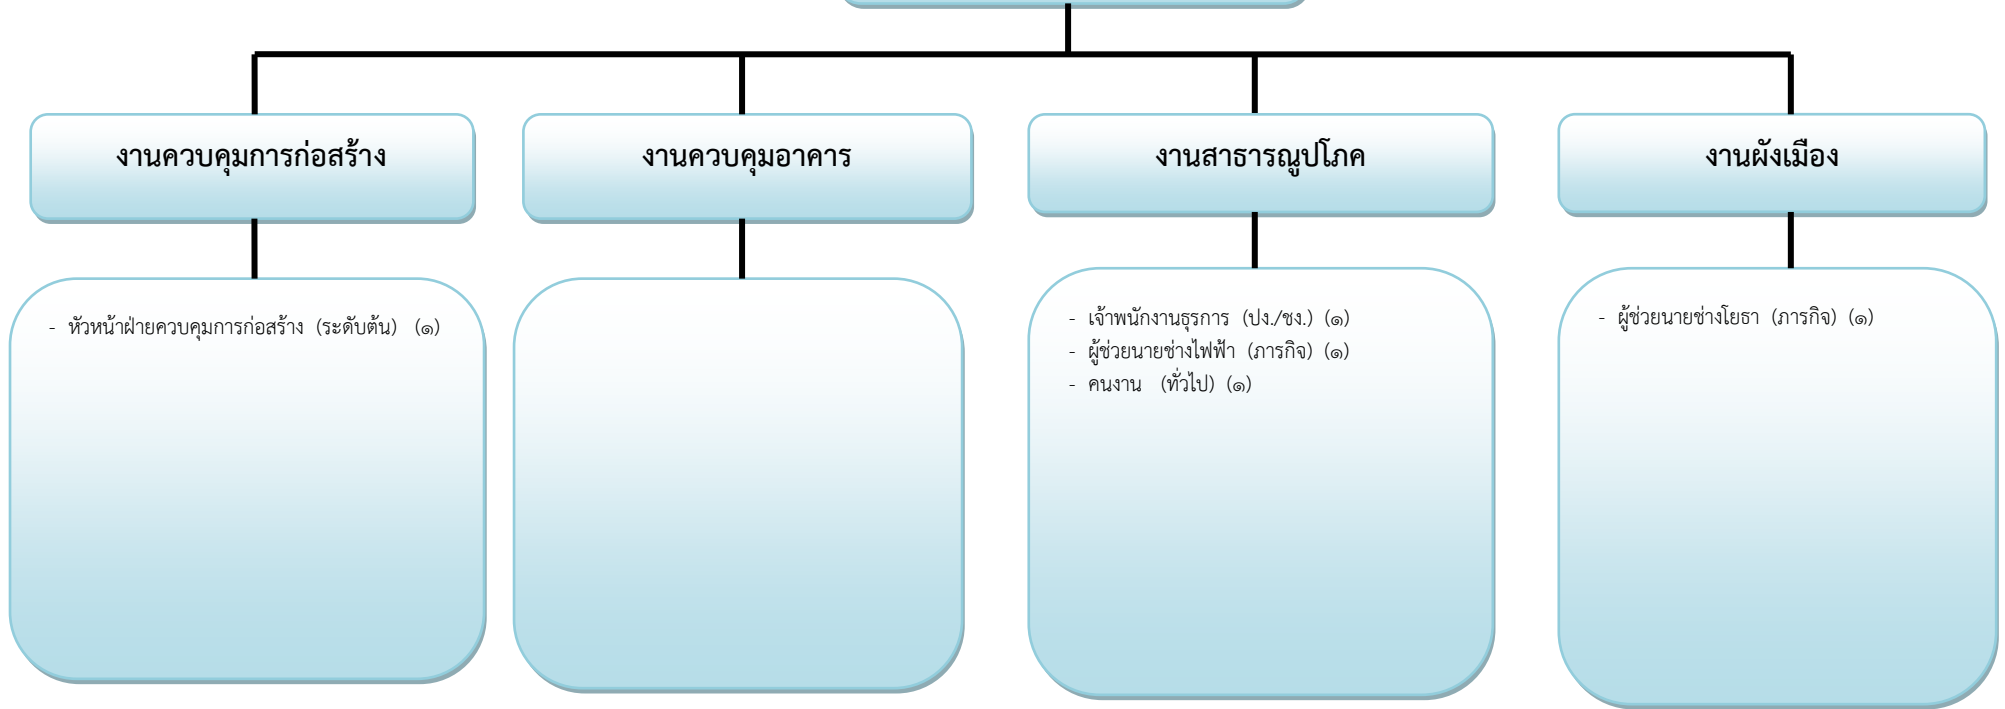 งานควบคุมการก่อสร้าง
งานควบคุมอาคาร
งานสาธารณูปโภค
งานผังเมือง
- หัวหน้าฝ่ายควบคุมการก่อสร้าง (ระดับต้น) (๑)
- เจ้าพนักงานธุรการ (ปง./ชง.) (๑)
- ผู้ช่วยนายช่างไฟฟ้า (ภารกิจ) (๑)
- คนงาน (ทั่วไป) (๑)
- ผู้ช่วยนายช่างโยธา (ภารกิจ) (๑)